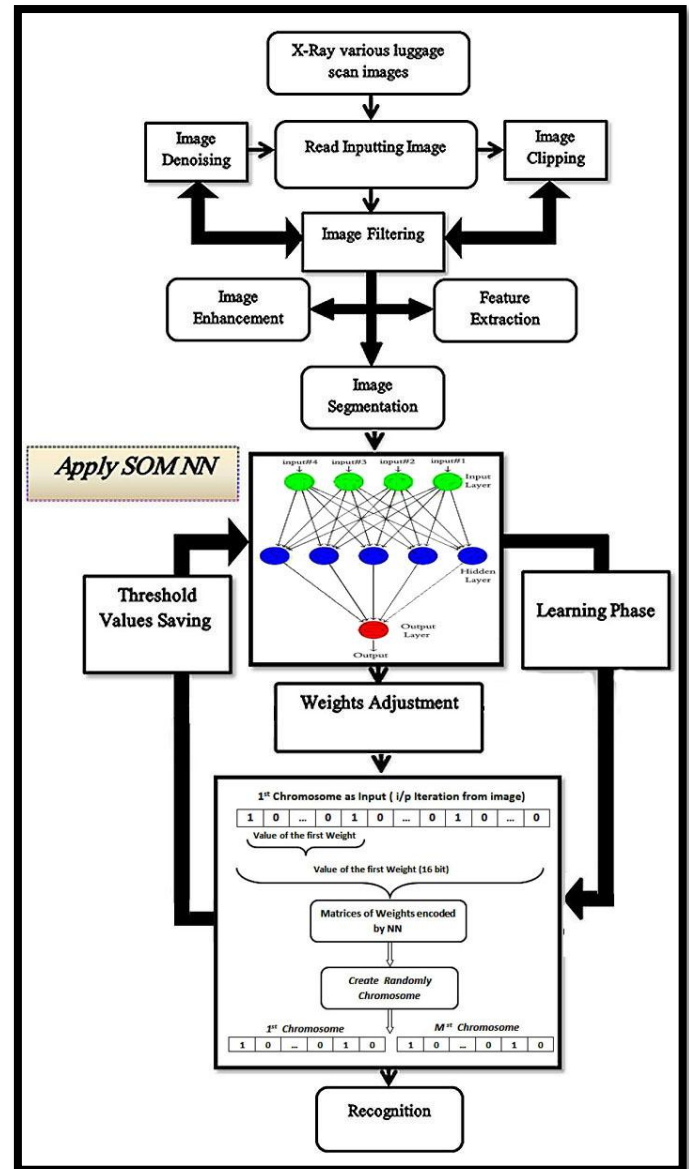 X-Ray various luggage
scan images
Image
Denoising
Read Inputting Image
Image
Clipping
Image Filtering
Image
Enhancement
Feature
Extraction
Image
Segmentation
Apply SOM NN
input#4 input#3 input#2 input#1
Input
Layer
Hidden
Layer
Output
Layer
Output
Threshold
Values Saving
Learning Phase
Weights Adjustment
1st Chromosome as Input ( i/p Iteration from image)
1 0 ... 0 1 0 ... 0 1 0 ... 0
Value of the first Weight
Value of the first Weight (16 bit)
Matrices of Weights encoded
by NN
Create Randomly
Chromosome
1st Chromosome
M st Chromosome
1 0 ... 0 1 0
1 0 ... 0 1 0
Recognition